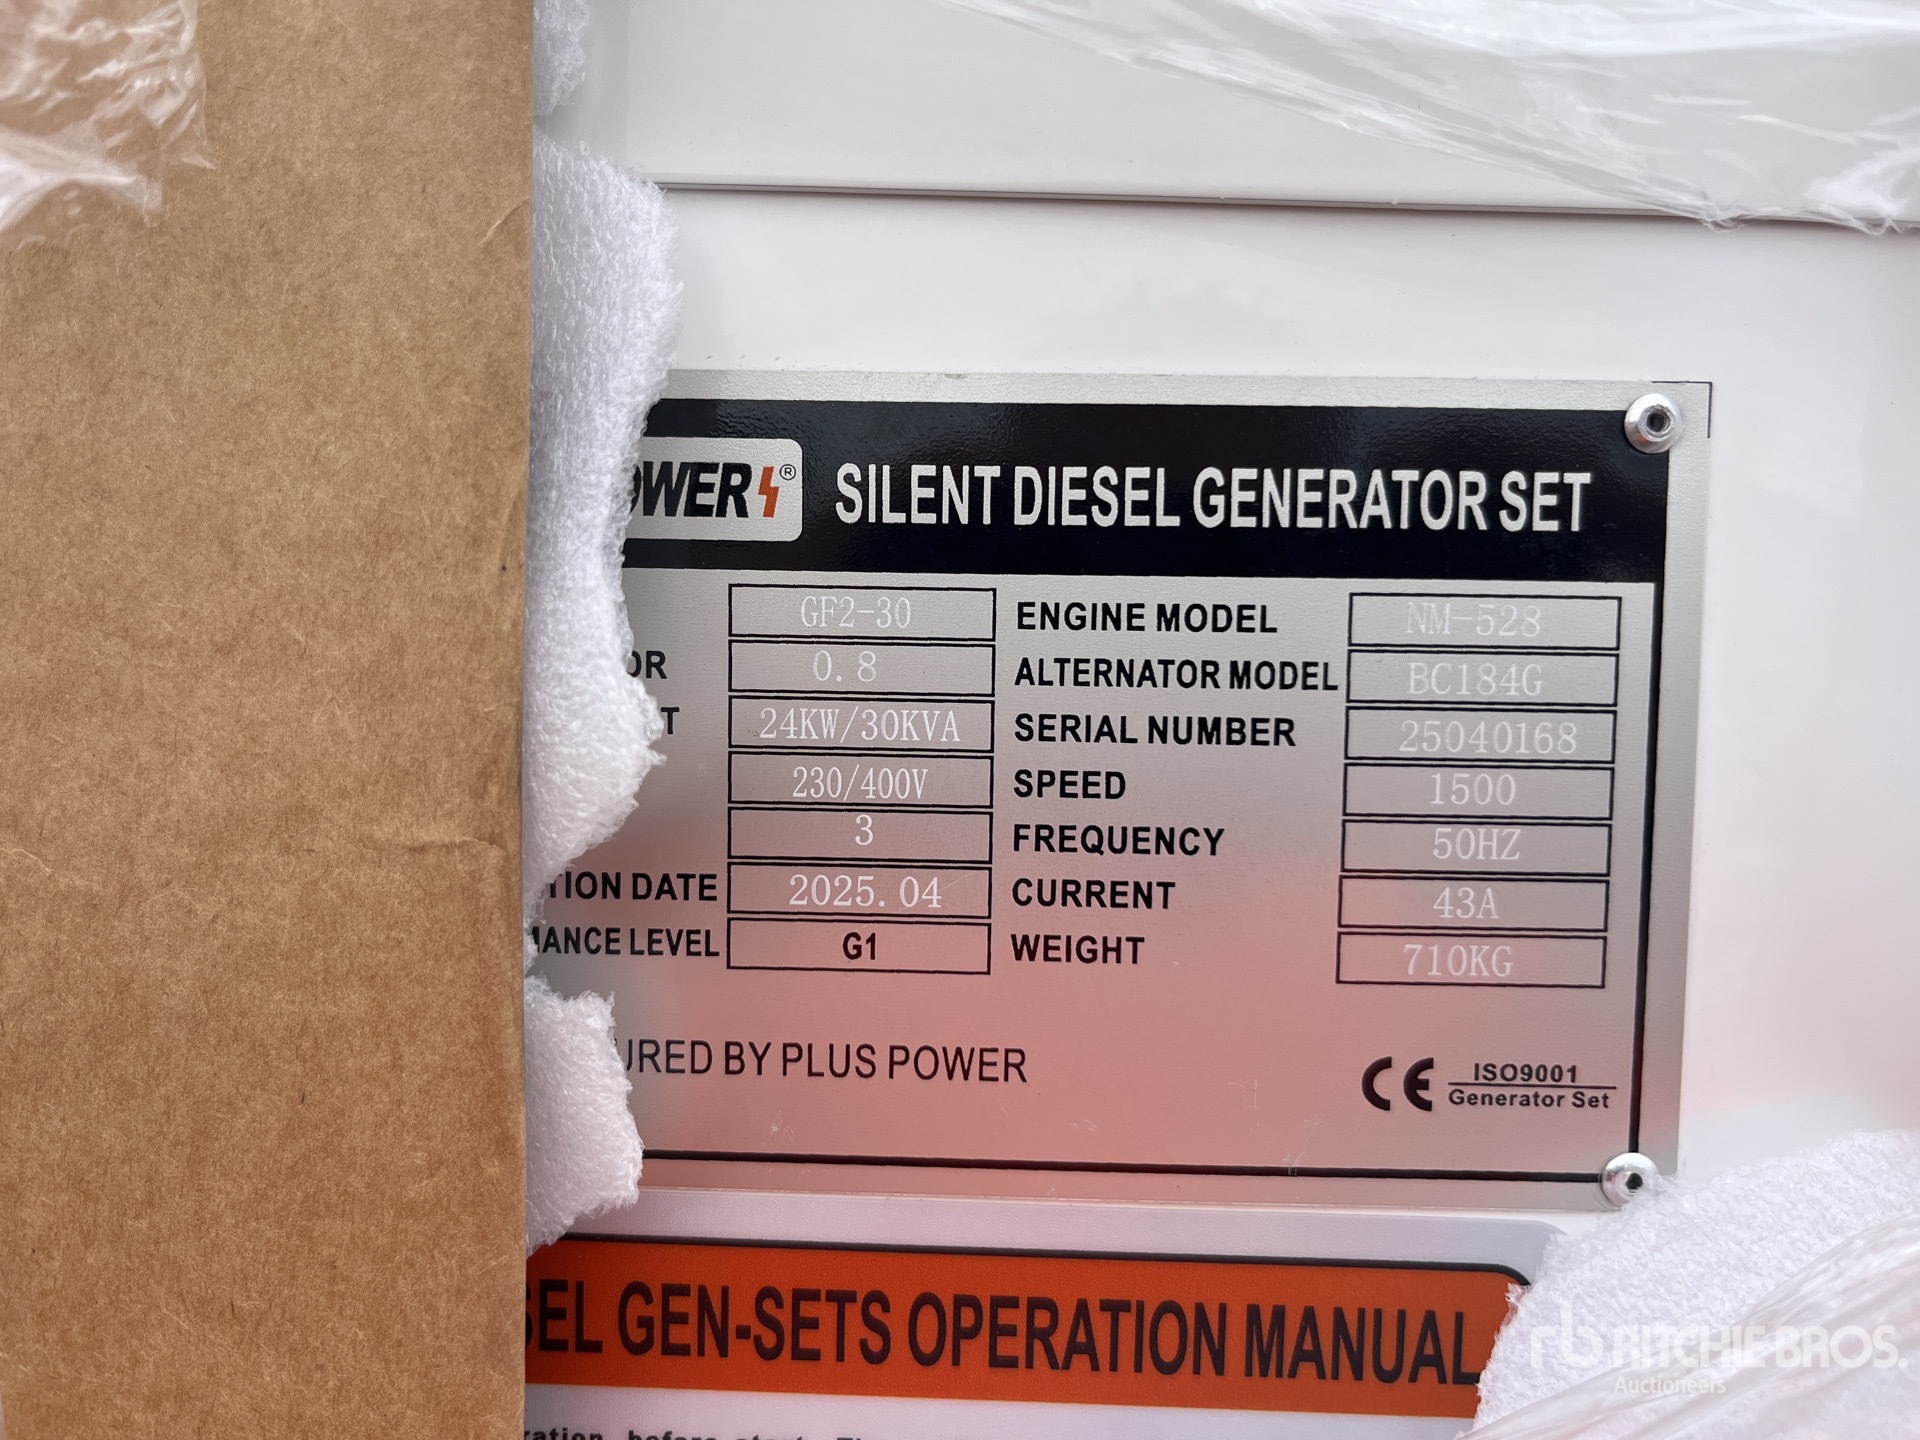 OWER® SILENT DIESEL GENERATOR SET
GF2-30 ENGINE MODEL NM-528
OR 0.8 ALTERNATOR MODEL BC184G
T 24KW/30KVA SERIAL NUMBER 25040168
230/400V SPEED 1500
3 FREQUENCY 50HZ
TION DATE 2025.04 CURRENT 43A
MANCE LEVEL G1 WEIGHT 710KG
URED BY PLUS POWER
CE ISO9001
Generator Set
SEL GEN-SETS OPERATION MANUAL
rb RITCHIE BROS.
Auctioneers
before